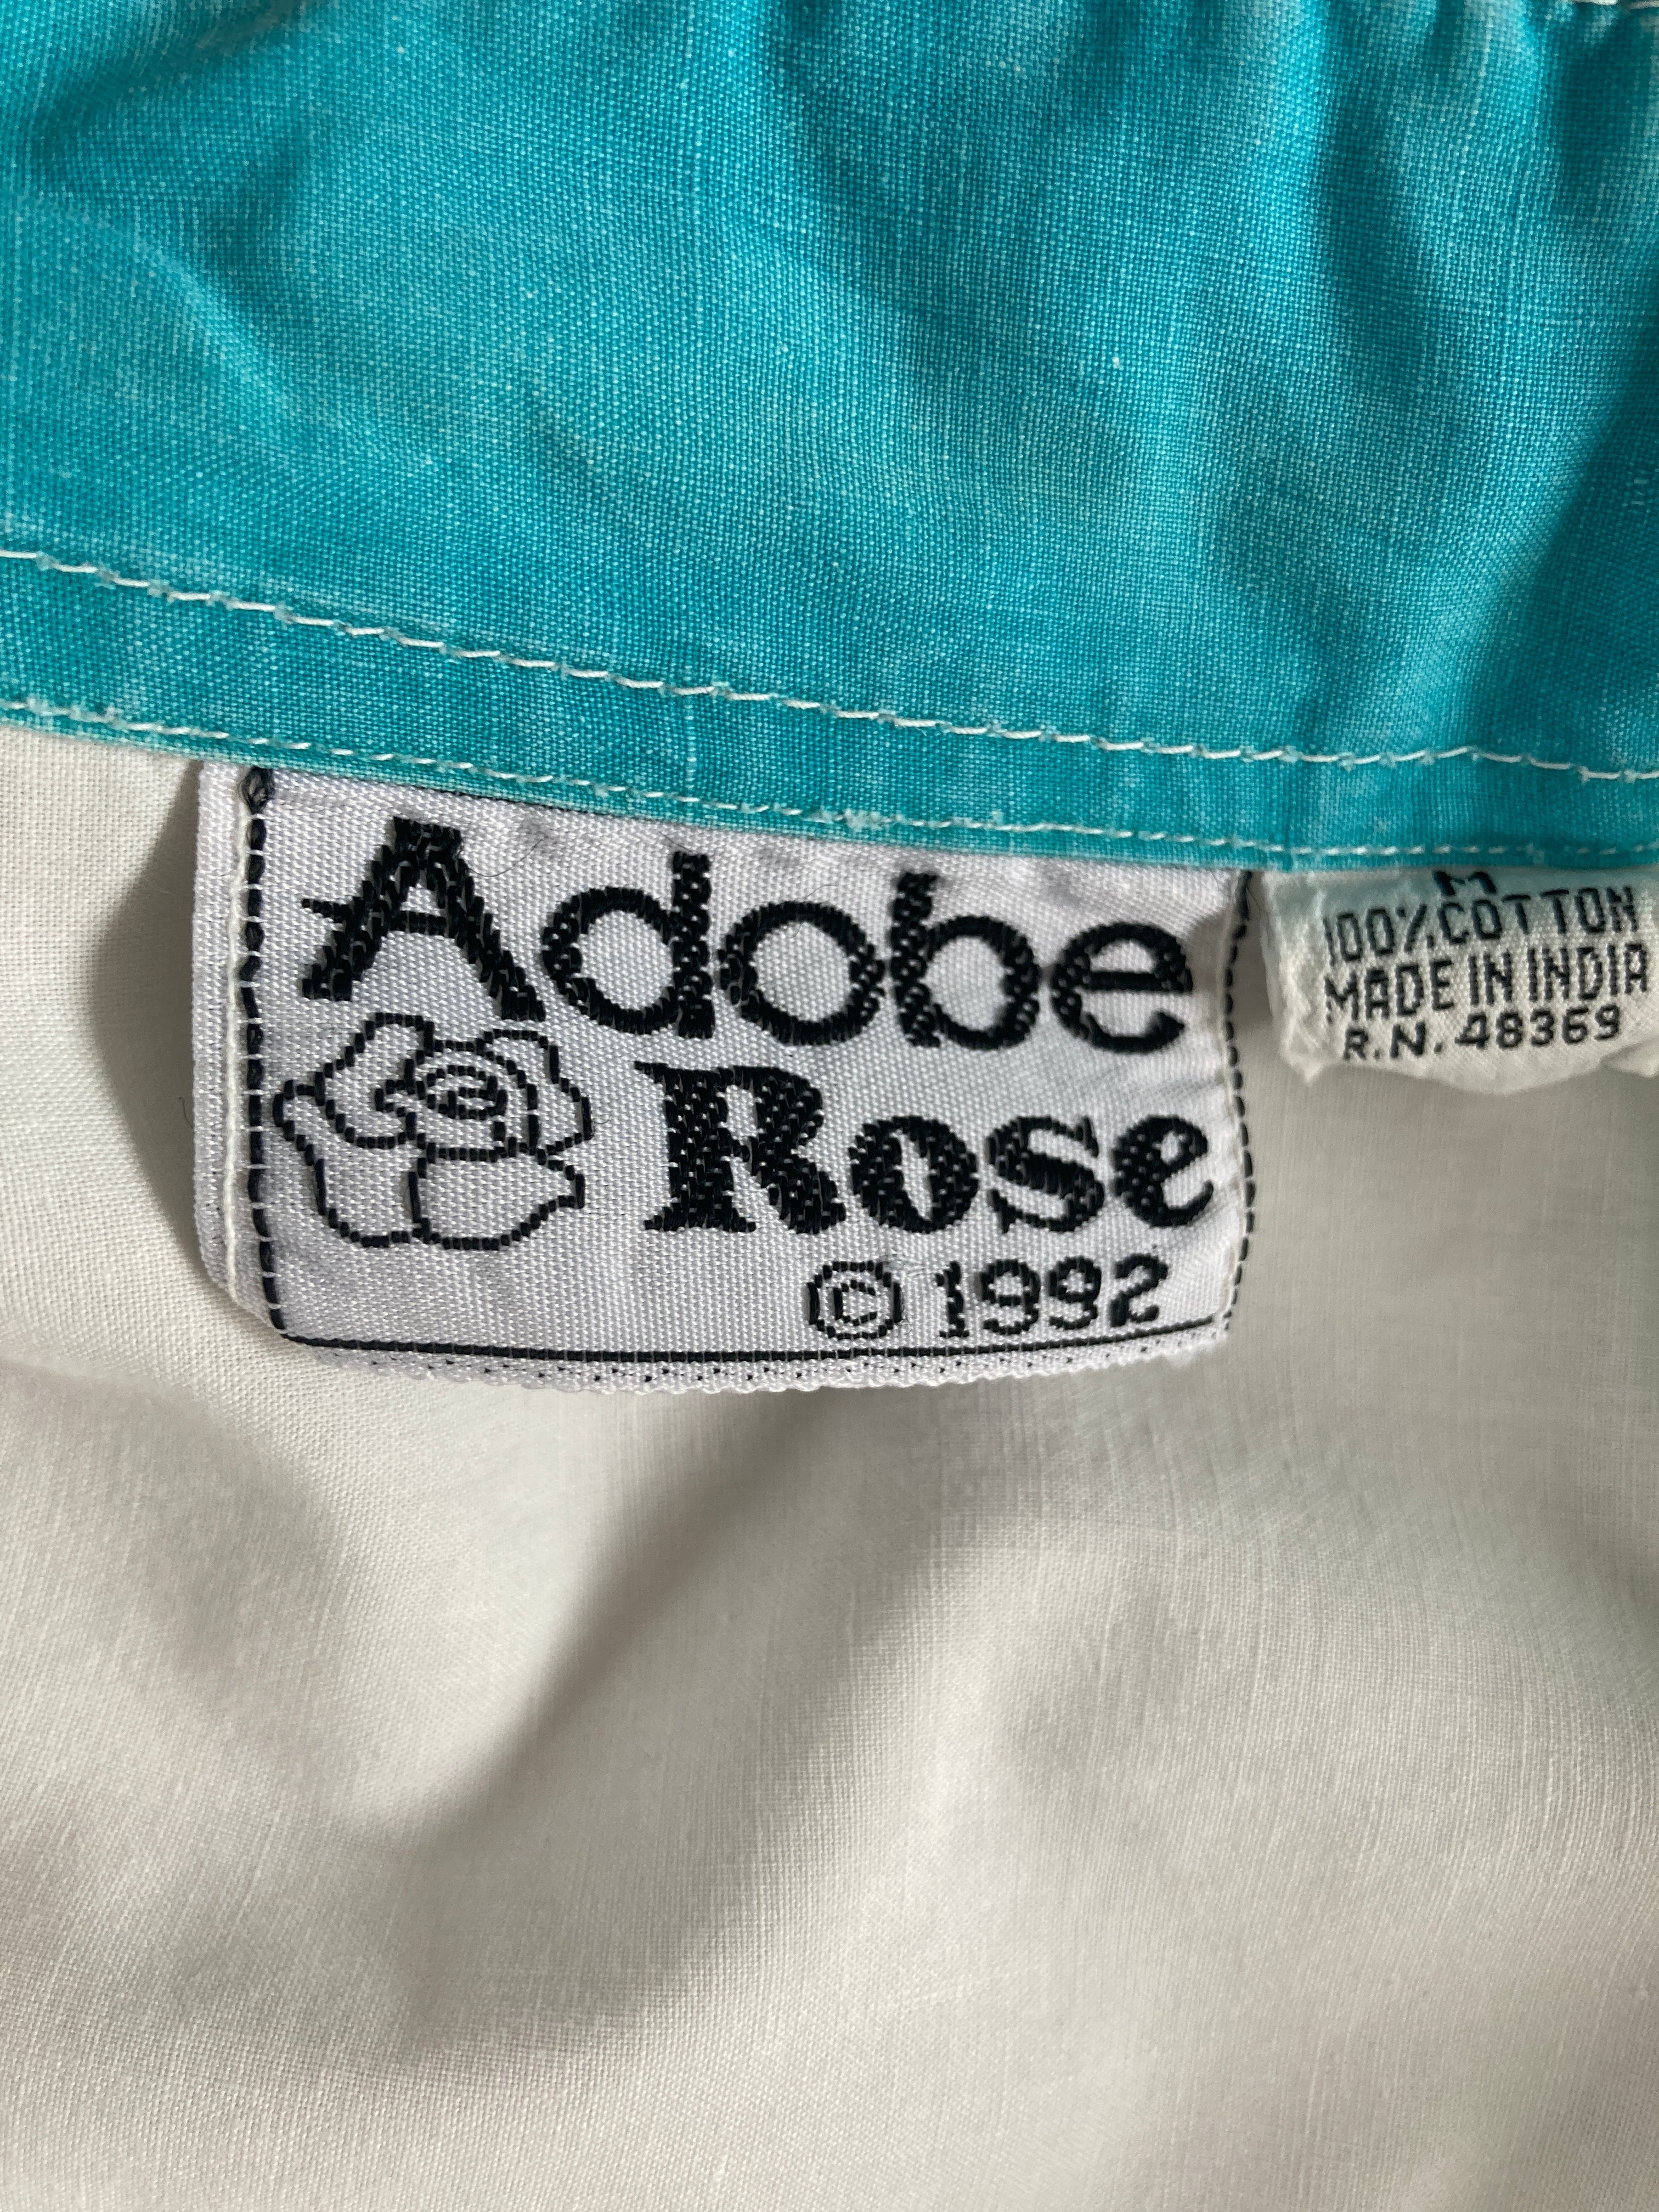 Adobe
Rose
© 1992
M
100% COTTON
MADE IN INDIA
R.N. 48369